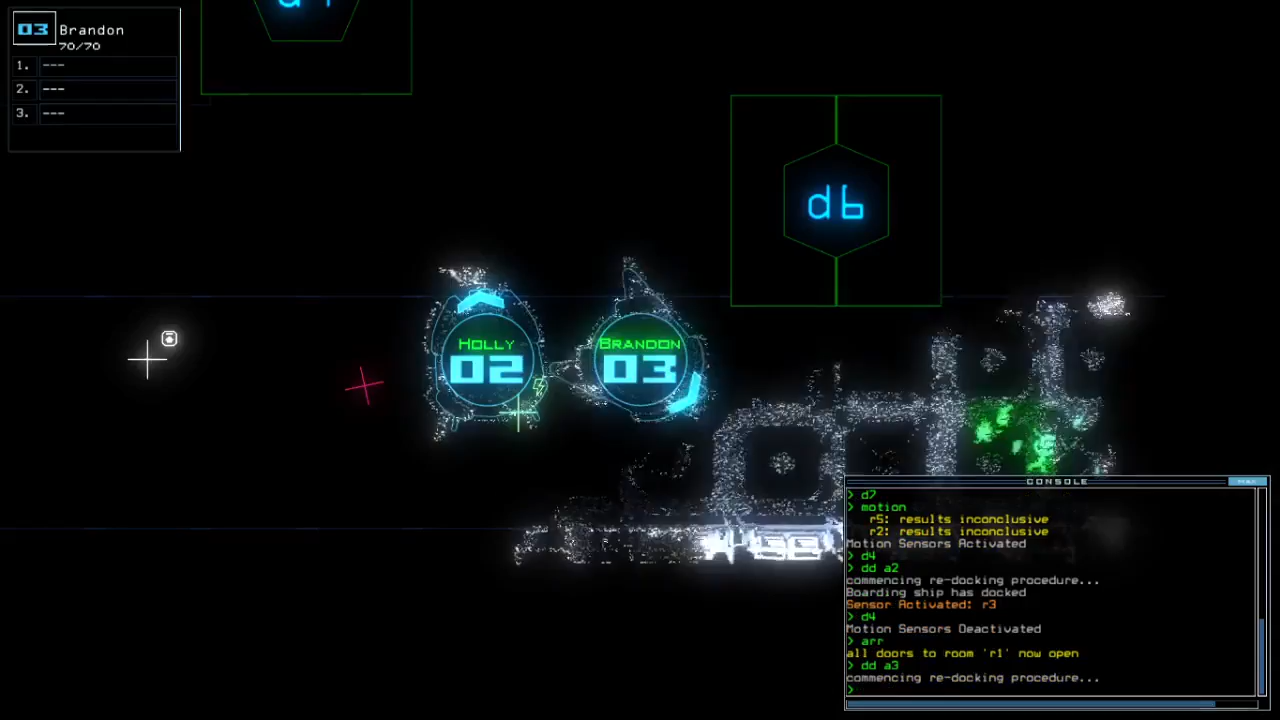 03 Brandon
70/70
1. ---
2. ---
3. ---
d6
HOLLY
02
BRANDON
03
CONSOLE
> d7
> motion
r5: results inconclusive
r2: results inconclusive
Motion Sensors Activated
> d4
> dd a2
commencing re-docking procedure...
Boarding ship has docked
Sensor Activated: r3
> d4
Motion Sensors Deactivated
> arr
all doors to room 'r1' now open
> dd a3
commencing re-docking procedure...
>